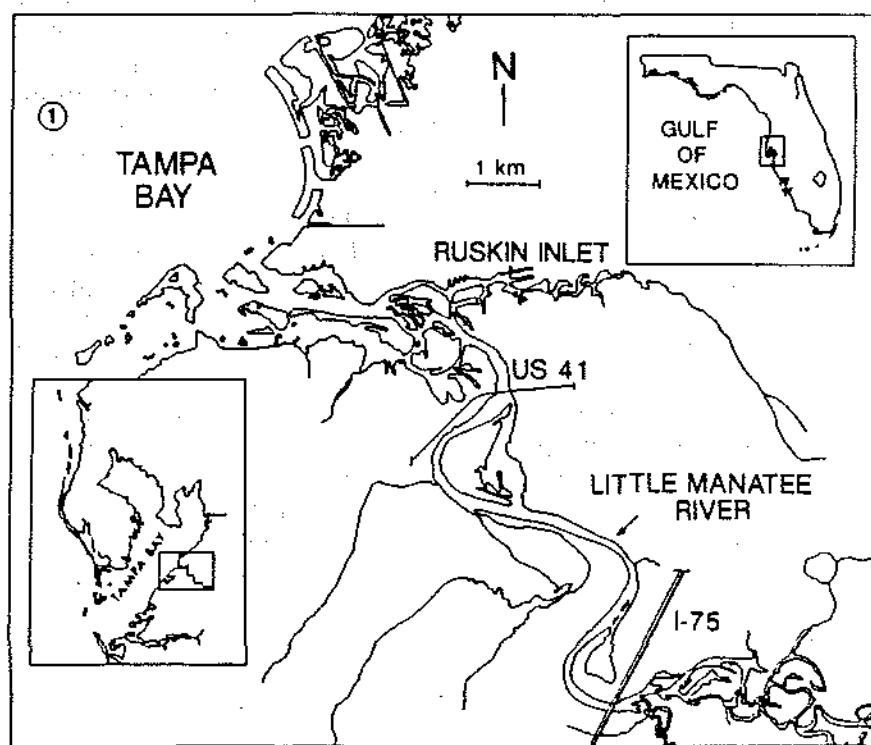 ①
TAMPA
BAY
N
1 km
GULF
OF
MEXICO
RUSKIN INLET
US 41
LITTLE MANATEE
RIVER
I-75
TAMPA BAY